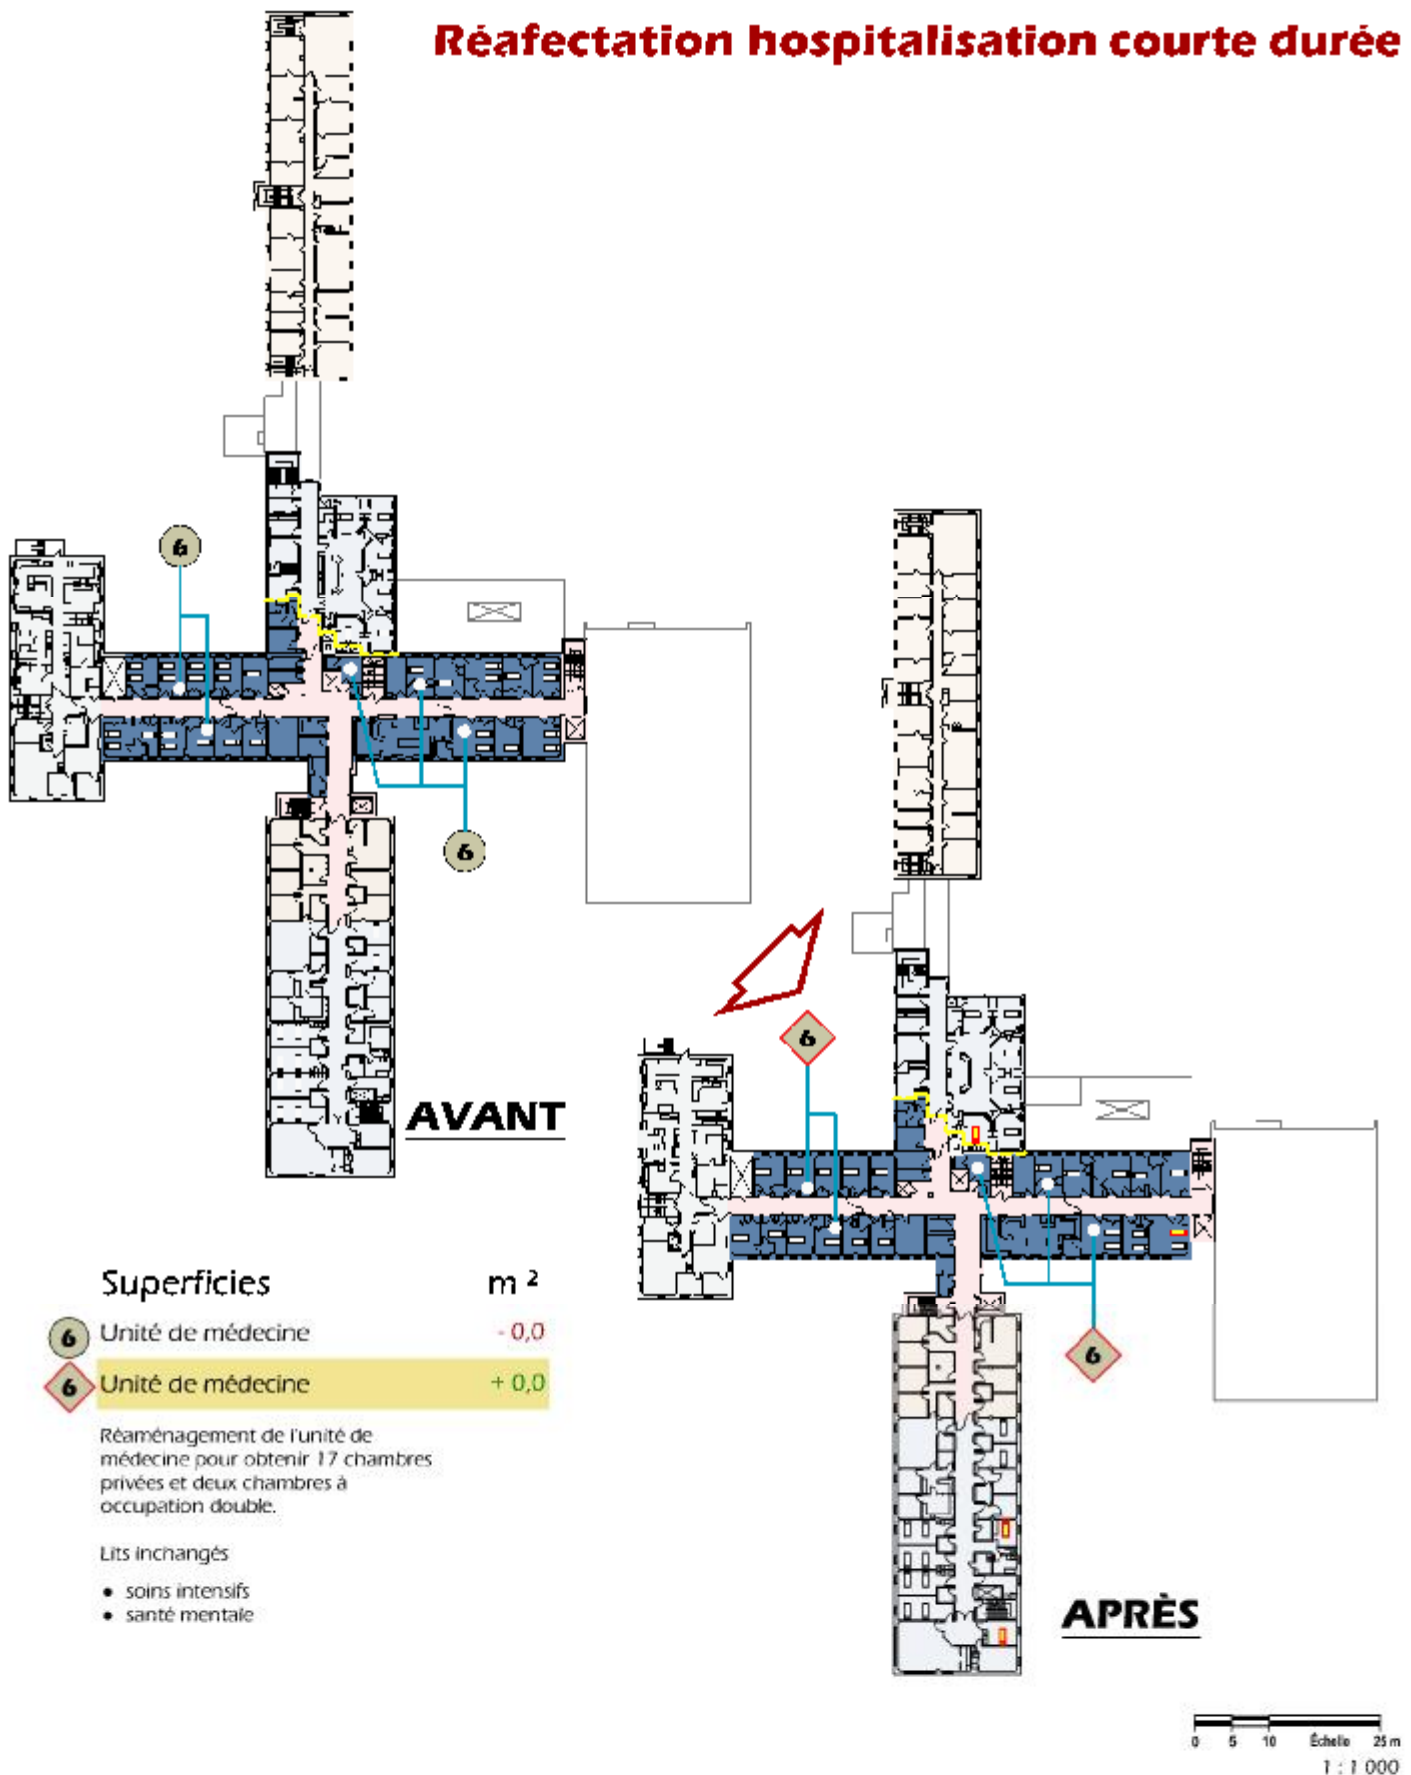 Réafectation hospitalisation courte durée
6
6
AVANT
6
6
APRÈS
Superficies m ²
6 Unité de médecine - 0,0
6 Unité de médecine + 0,0
Réaménagement de l'unité de
médecine pour obtenir 17 chambres
privées et deux chambres à
occupation double.
Lits inchangés
• soins intensifs
• santé mentale
0 5 10 Échelle 25 m
1 : 1 000